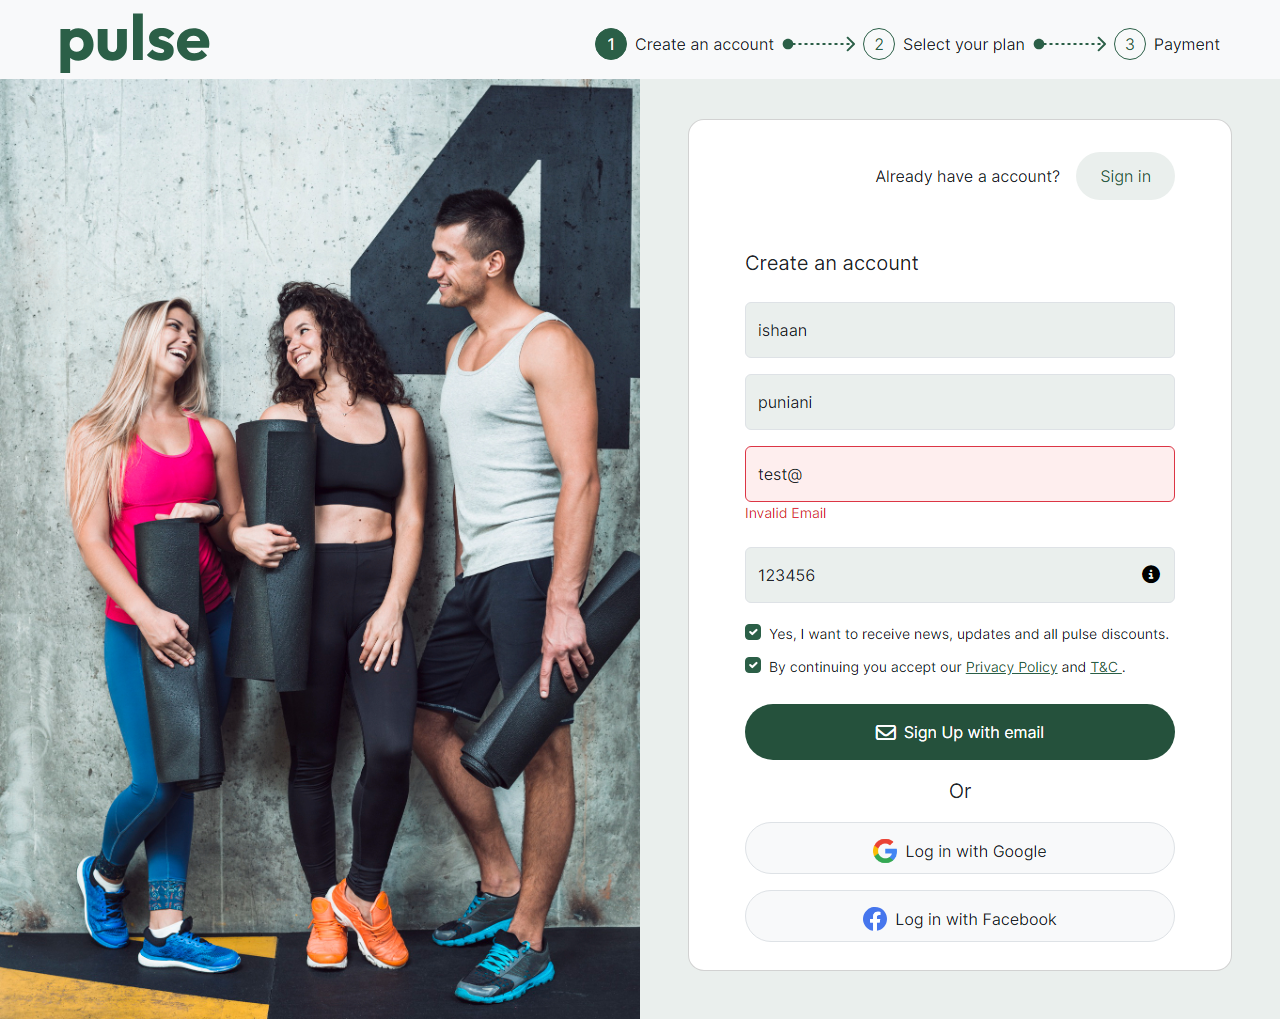 pulse
1 Create an account 2 Select your plan 3 Payment
4
Already have a account? Sign in
Create an account
ishaan
puniani
test@
Invalid Email
123456
Yes, I want to receive news, updates and all pulse discounts.
By continuing you accept our Privacy Policy and T&C .
Sign Up with email
Or
Log in with Google
Log in with Facebook